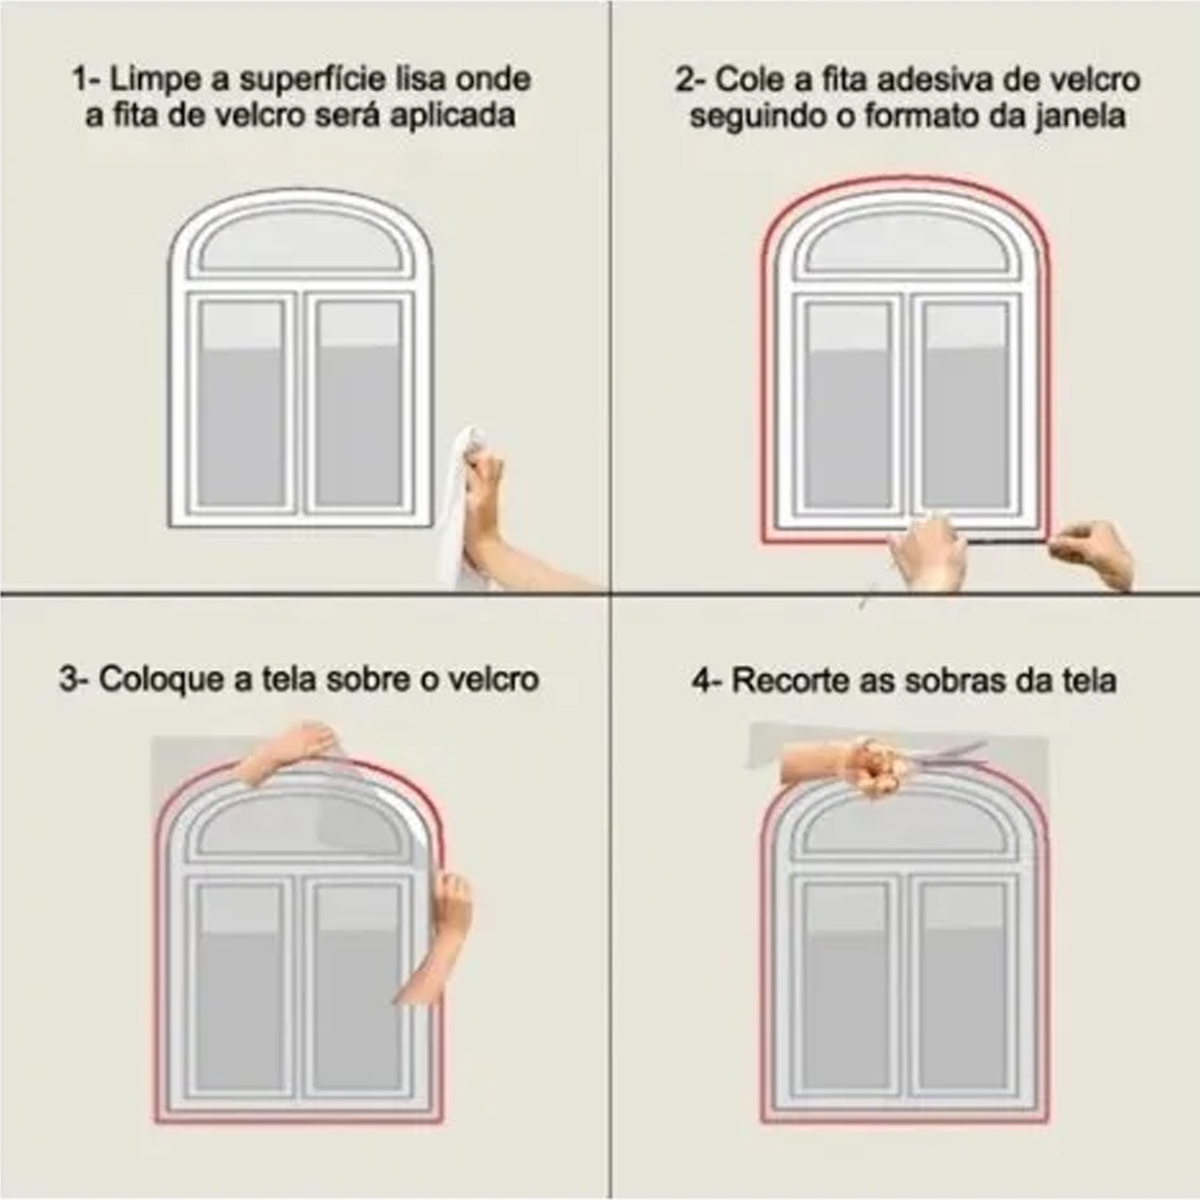 1- Limpe a superfície lisa onde
a fita de velcro será aplicada
2- Cole a fita adesiva de velcro
seguindo o formato da janela
3- Coloque a tela sobre o velcro
4- Recorte as sobras da tela